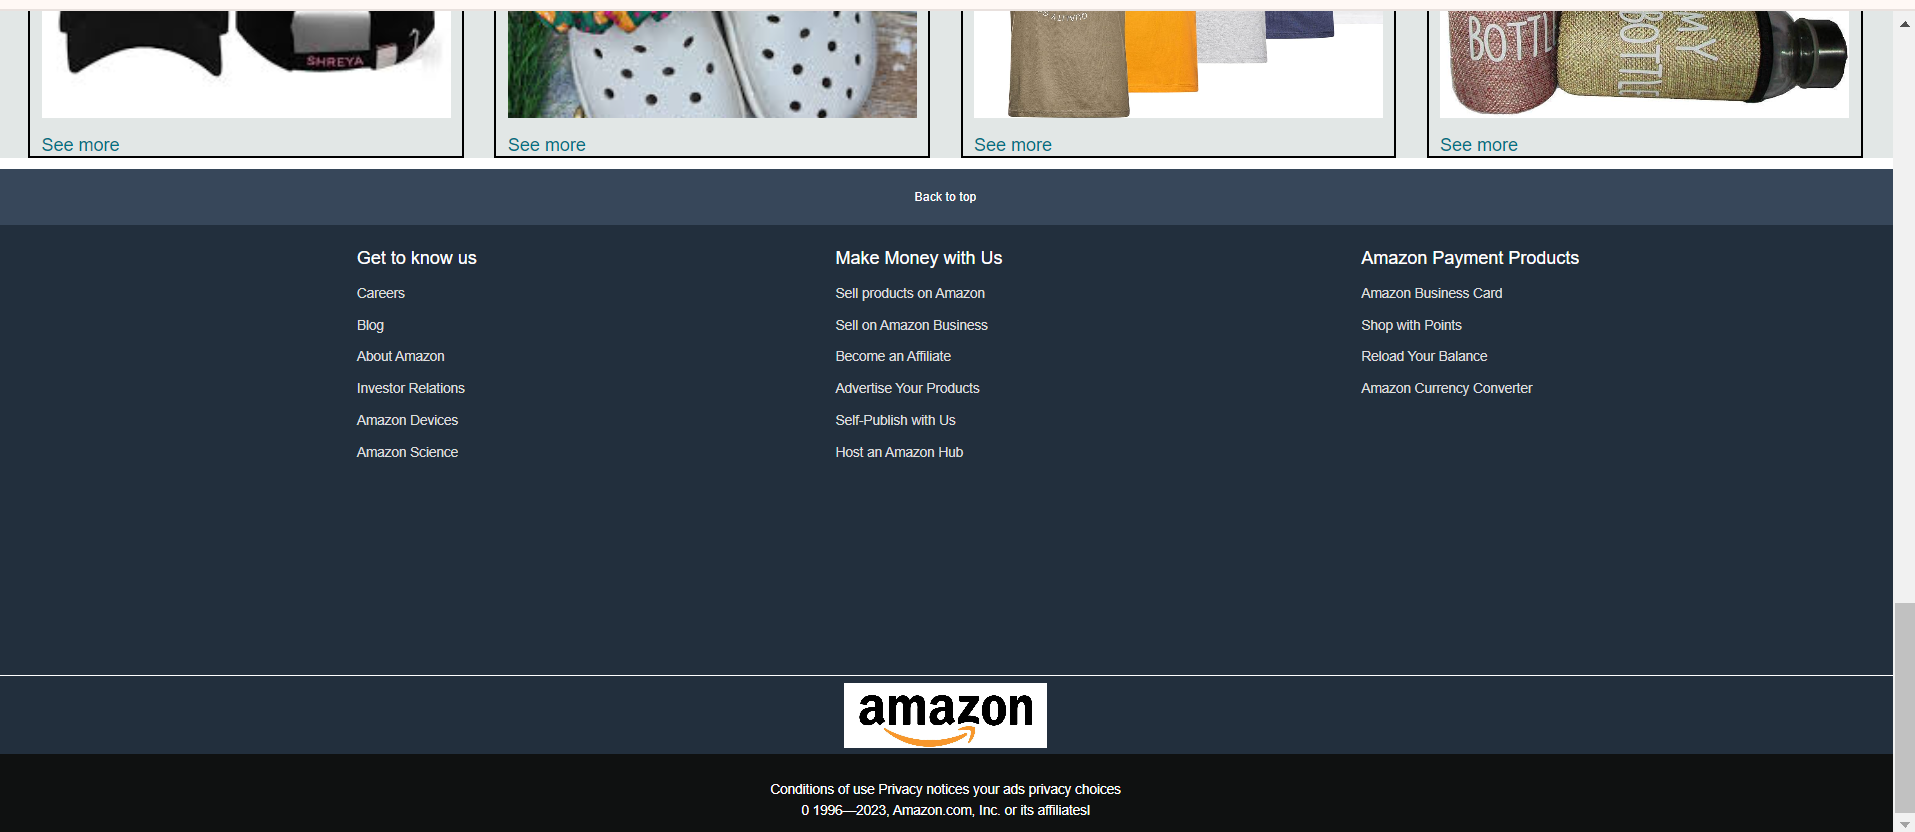 SHREYA
BOTTL
MY
BOTTLE
See more
See more
See more
See more
Back to top
Get to know us
Make Money with Us
Amazon Payment Products
Careers
Sell products on Amazon
Amazon Business Card
Blog
Sell on Amazon Business
Shop with Points
About Amazon
Become an Affiliate
Reload Your Balance
Investor Relations
Advertise Your Products
Amazon Currency Converter
Amazon Devices
Self-Publish with Us
Amazon Science
Host an Amazon Hub
amazon
Conditions of use Privacy notices your ads privacy choices
0 1996—2023, Amazon.com, Inc. or its affiliatesI